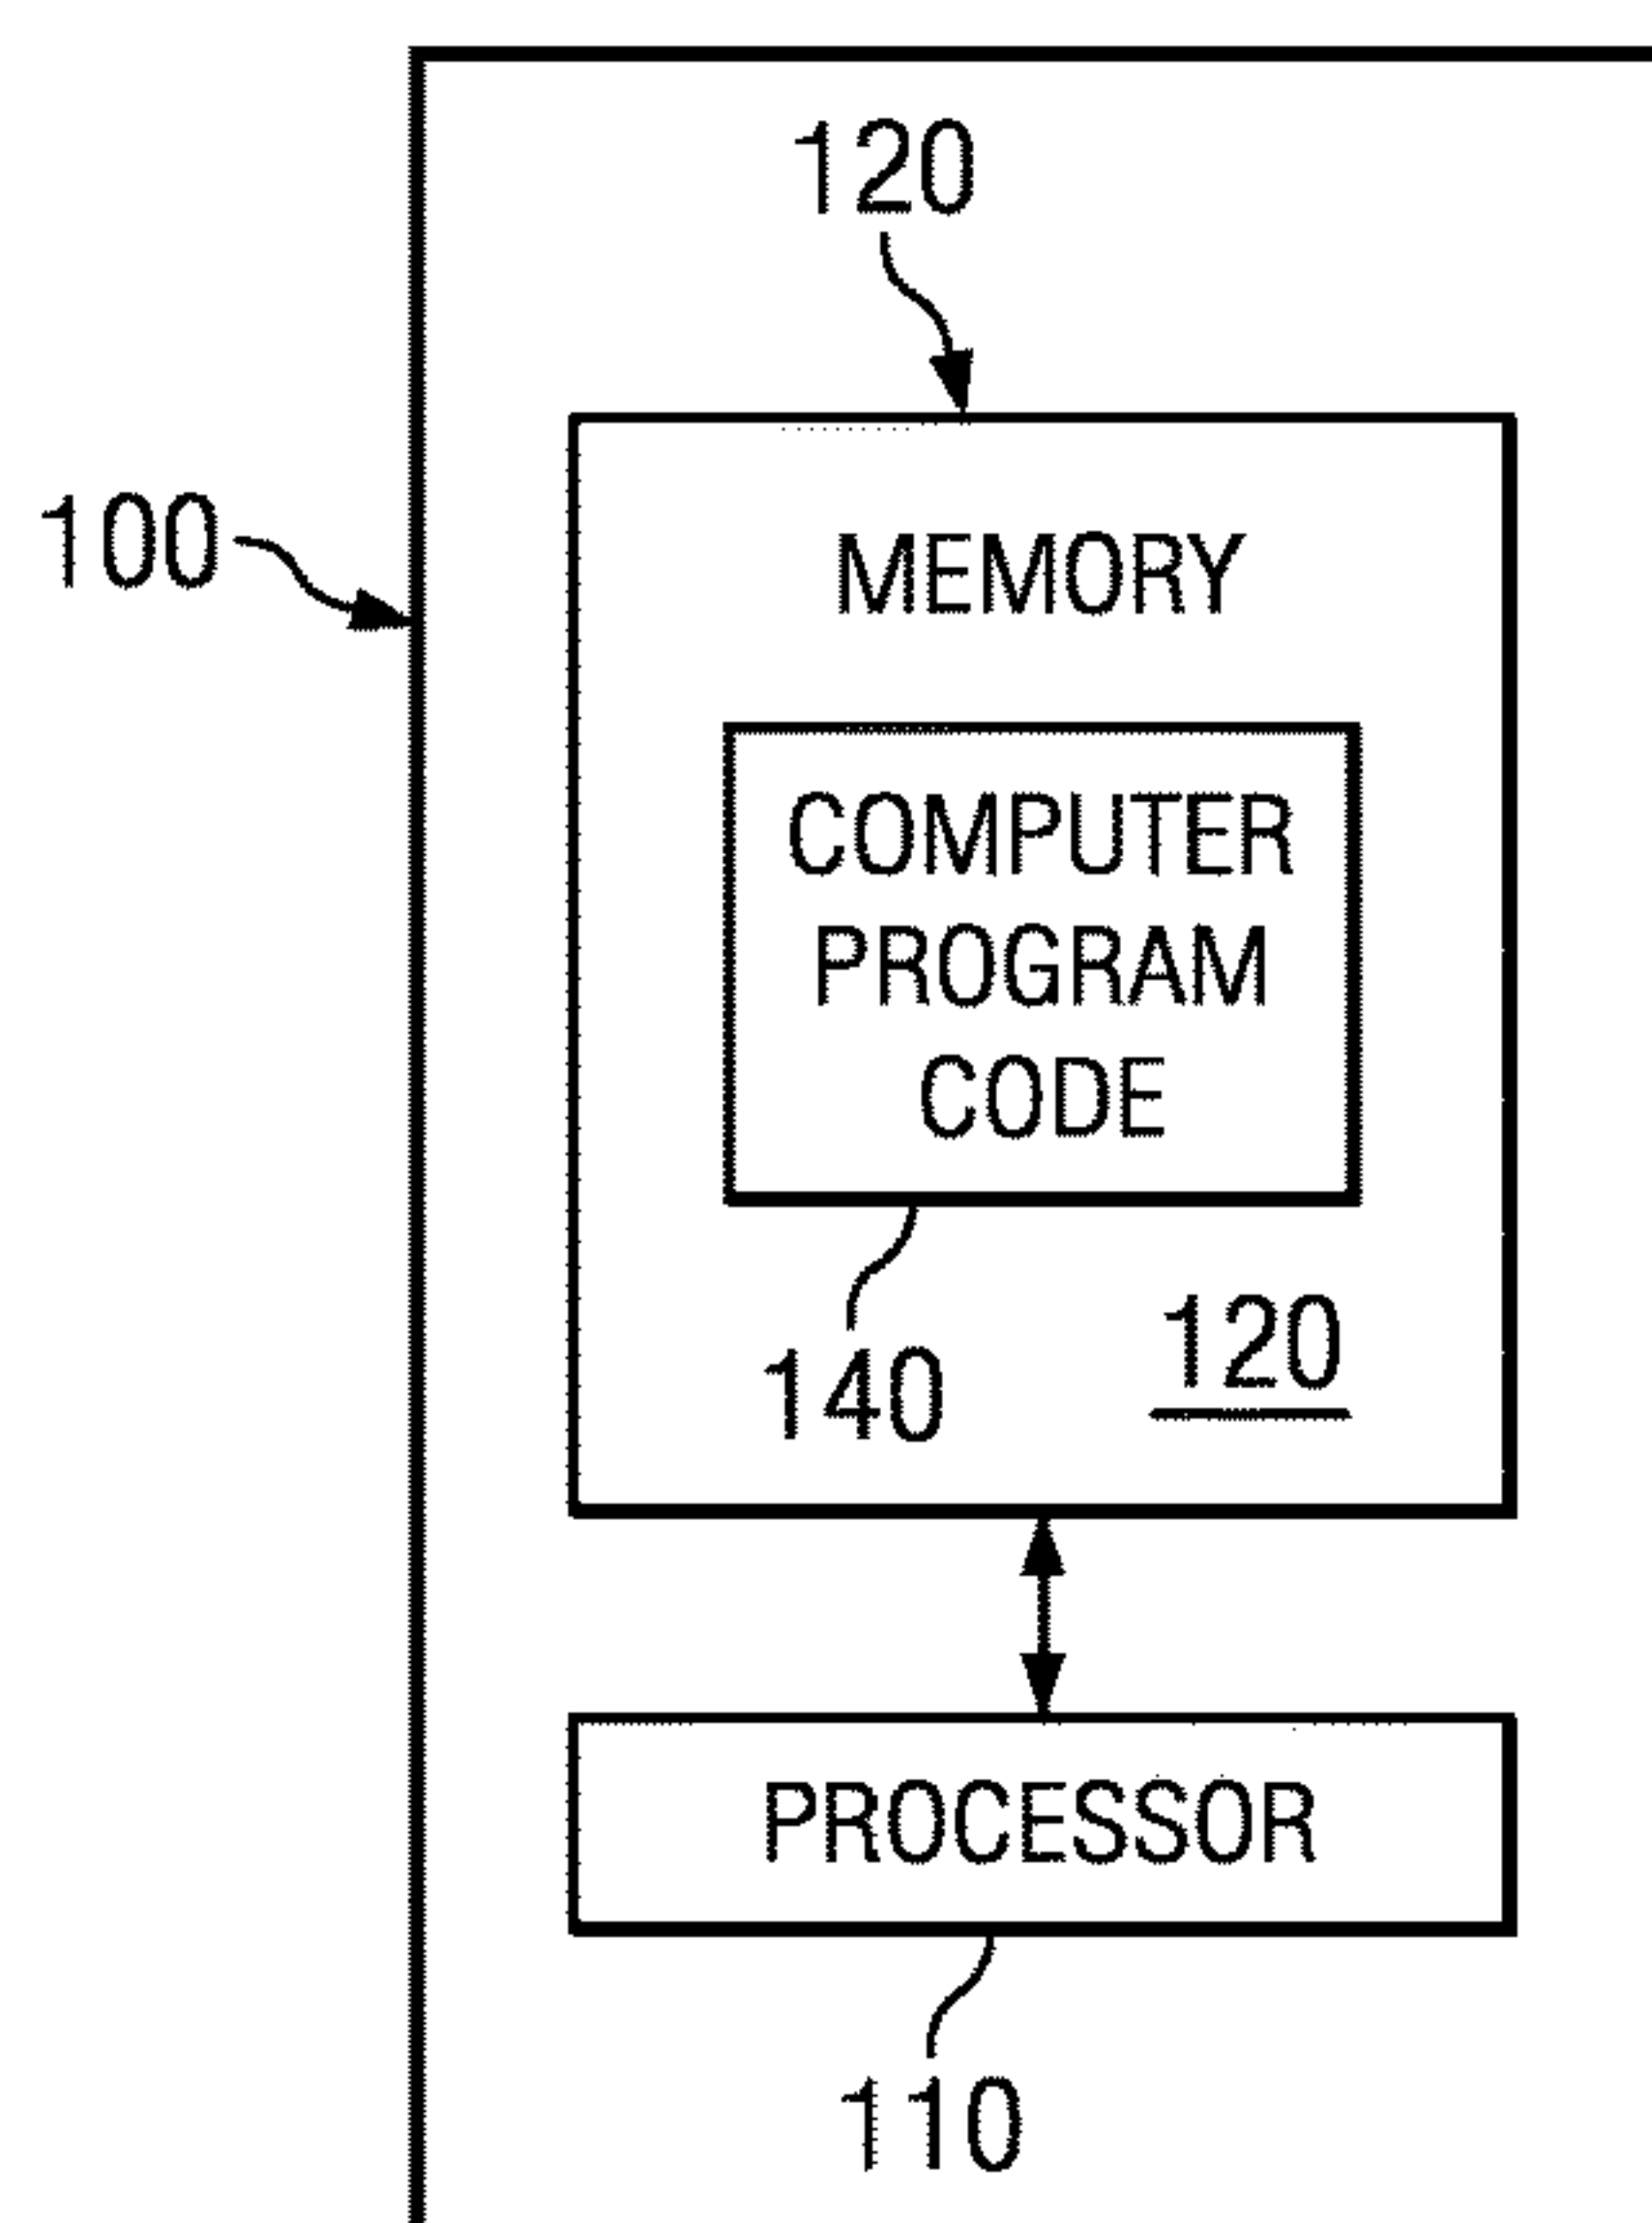 120
100
MEMORY
COMPUTER
PROGRAM
CODE
140
120
PROCESSOR
110